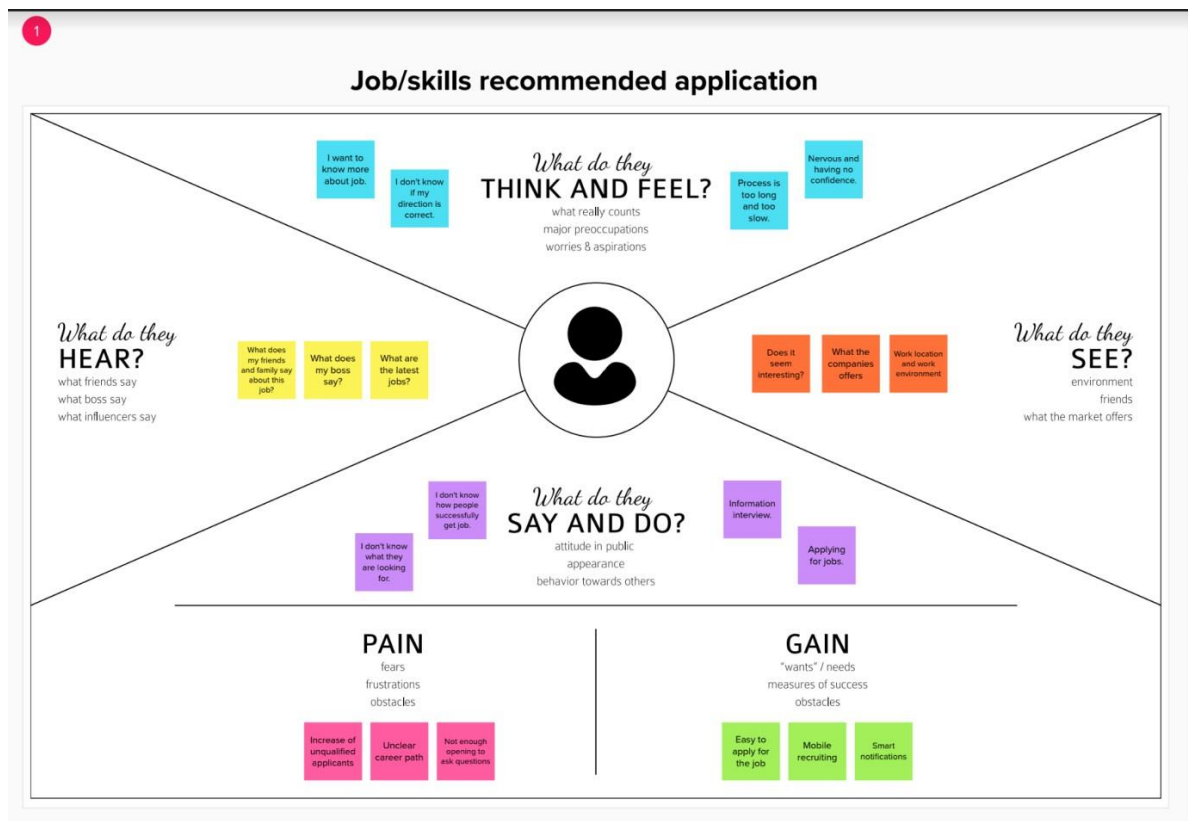 1
Job/skills recommended application
I want to
know more
about job.
I don't know
if my
direction is
correct.
What do they
THINK AND FEEL?
what really counts
major preoccupations
worries & aspirations
Process is
too long
and too
slow.
Nervous and
having no
confidence.
What do they
HEAR?
what friends say
what boss say
what influencers say
What does
my friends
and family say
about this
job?
What does
my boss
say?
What are
the latest
jobs?
Does it
seem
interesting?
What the
companies
offers
Work location
and work
environment
What do they
SEE?
environment
friends
what the market offers
I don't know
how people
successfully
get job.
I don't know
what they
are looking
for.
What do they
SAY AND DO?
attitude in public
appearance
behavior towards others
Information
interview.
Applying
for jobs.
PAIN
fears
frustrations
obstacles
Increase of
unqualified
applicants
Unclear
career path
Not enough
opening to
ask questions
GAIN
"wants" / needs
measures of success
obstacles
Easy to
apply for
the job
Mobile
recruiting
Smart
notifications